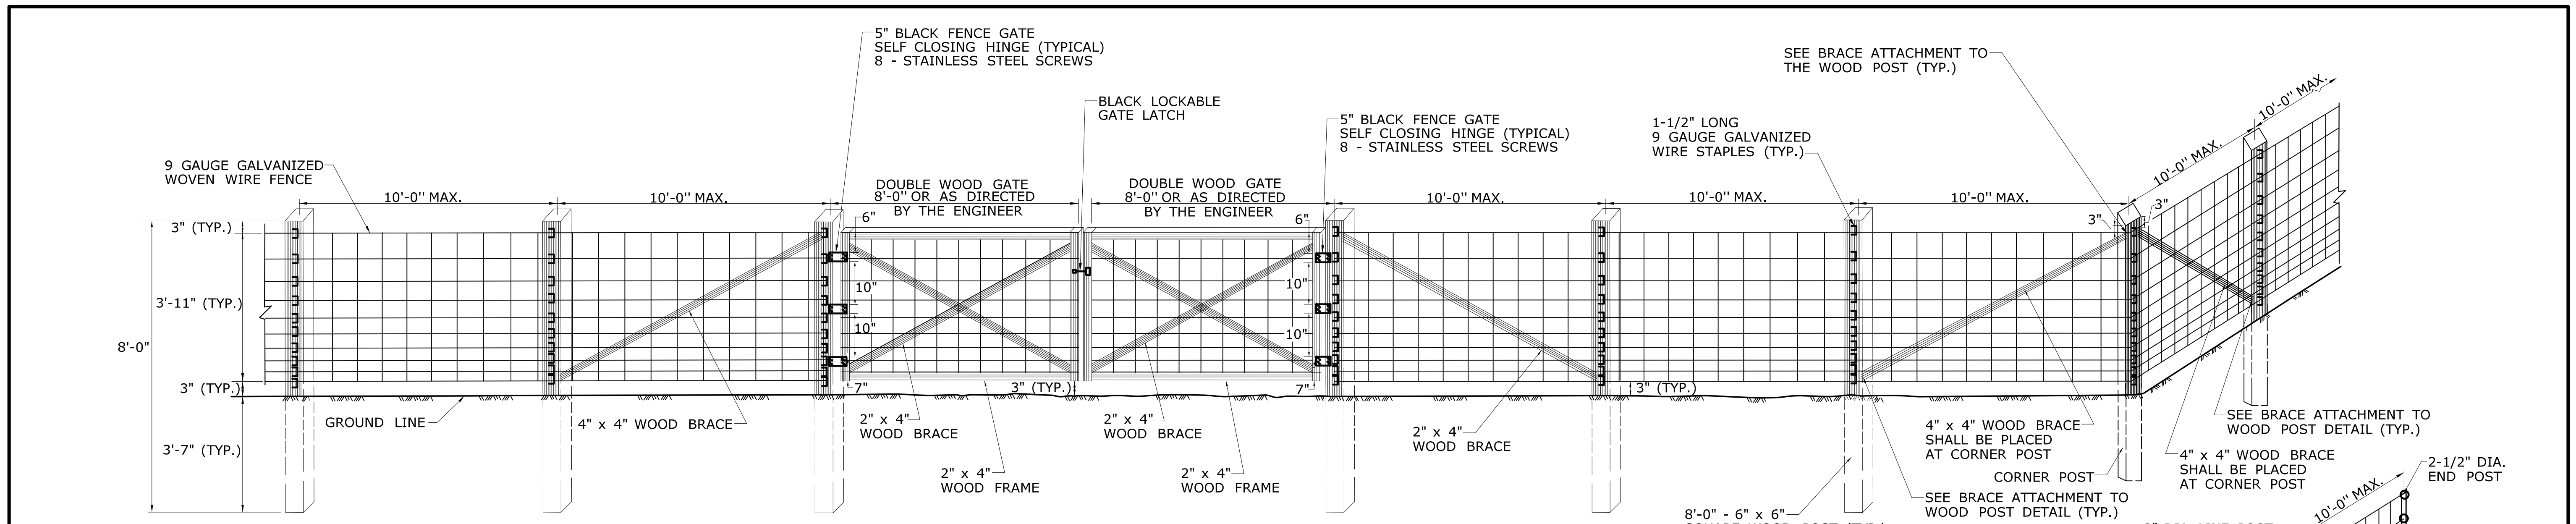 5" BLACK FENCE GATE
SELF CLOSING HINGE (TYPICAL)
8 - STAINLESS STEEL SCREWS
SEE BRACE ATTACHMENT TO
THE WOOD POST (TYP.)
10'-0" MAX.
10'-0" MAX.
BLACK LOCKABLE
GATE LATCH
5" BLACK FENCE GATE
SELF CLOSING HINGE (TYPICAL)
8 - STAINLESS STEEL SCREWS
1-1/2" LONG
9 GAUGE GALVANIZED
WIRE STAPLES (TYP.)
9 GAUGE GALVANIZED
WOVEN WIRE FENCE
10'-0" MAX.
10'-0" MAX.
DOUBLE WOOD GATE
8'-0" OR AS DIRECTED
BY THE ENGINEER
DOUBLE WOOD GATE
8'-0" OR AS DIRECTED
BY THE ENGINEER
10'-0" MAX.
10'-0" MAX.
10'-0" MAX.
3" (TYP.)
6"
6"
3"
3"
3'-11" (TYP.)
10"
10"
10"
10"
8'-0"
3" (TYP.)
7"
3" (TYP.)
7"
3" (TYP.)
GROUND LINE
4" x 4" WOOD BRACE
2" x 4"
WOOD BRACE
2" x 4"
WOOD BRACE
2" x 4"
WOOD BRACE
4" x 4" WOOD BRACE
SHALL BE PLACED
AT CORNER POST
SEE BRACE ATTACHMENT TO
WOOD POST DETAIL (TYP.)
3'-7" (TYP.)
2" x 4"
WOOD FRAME
2" x 4"
WOOD FRAME
CORNER POST
4" x 4" WOOD BRACE
SHALL BE PLACED
AT CORNER POST
2-1/2" DIA.
END POST
10'-0" MAX.
SEE BRACE ATTACHMENT TO
WOOD POST DETAIL (TYP.)
8'-0" - 6" x 6"